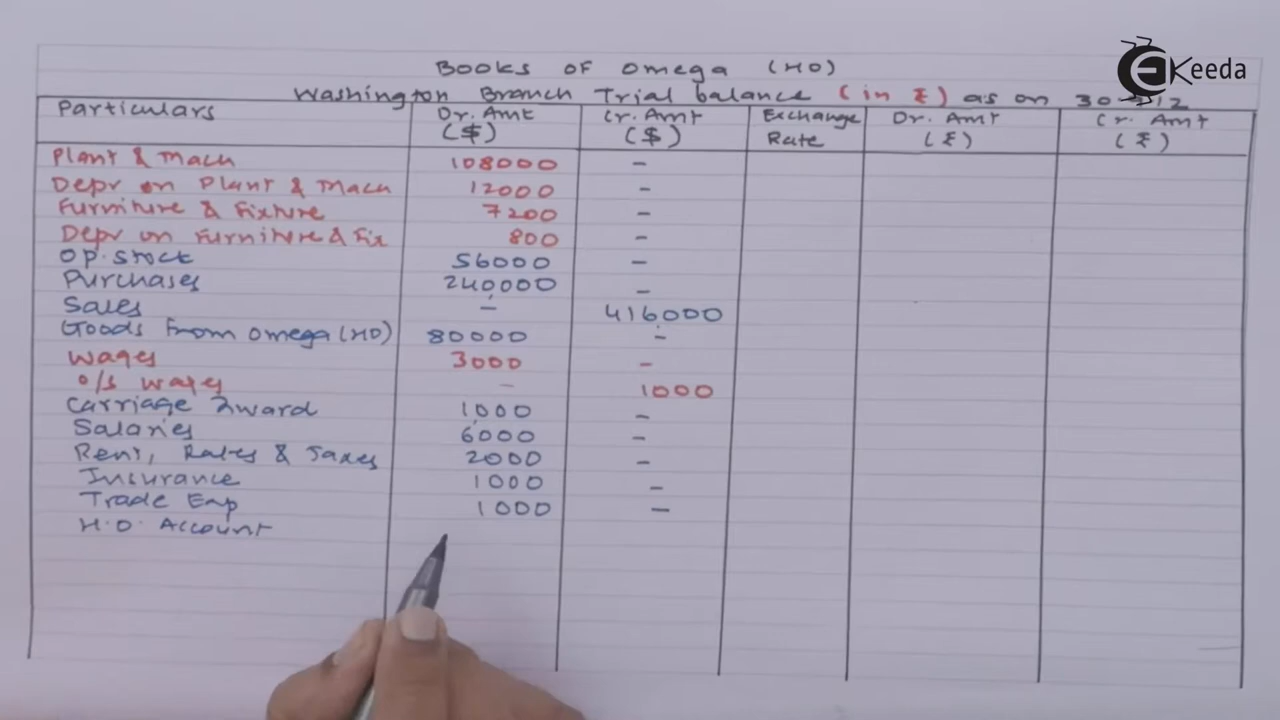 Keeda
Books OF Omega (HO)
Washington Branch Trial balance (in ₹) as on 30-9-12
Particulars Dr. Amt ($) Cr. Amt ($) Exchange Rate Dr. Amt (₹) Cr. Amt (₹)
Plant & Mach 108000 -
Depr on Plant & Mach 12000 -
Furniture & Fixture 7200 -
Depr on Furniture & Fix 800 -
Op. Stock 56000 -
Purchases 240000 -
Sales - 416000
Goods from Omega (HO) 80000 -
Wages 3000 -
O/s Wages - 1000
Carriage Inward 1000 -
Salaries 6000 -
Rent, Rates & Taxes 2000 -
Insurance 1000 -
Trade Exp 1000 -
H.O. Account